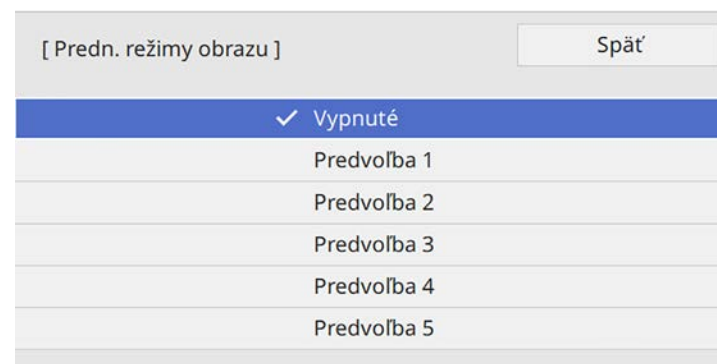 [ Predn. režimy obrazu ]
Späť
Vypnuté
Predvoľba 1
Predvoľba 2
Predvoľba 3
Predvoľba 4
Predvoľba 5